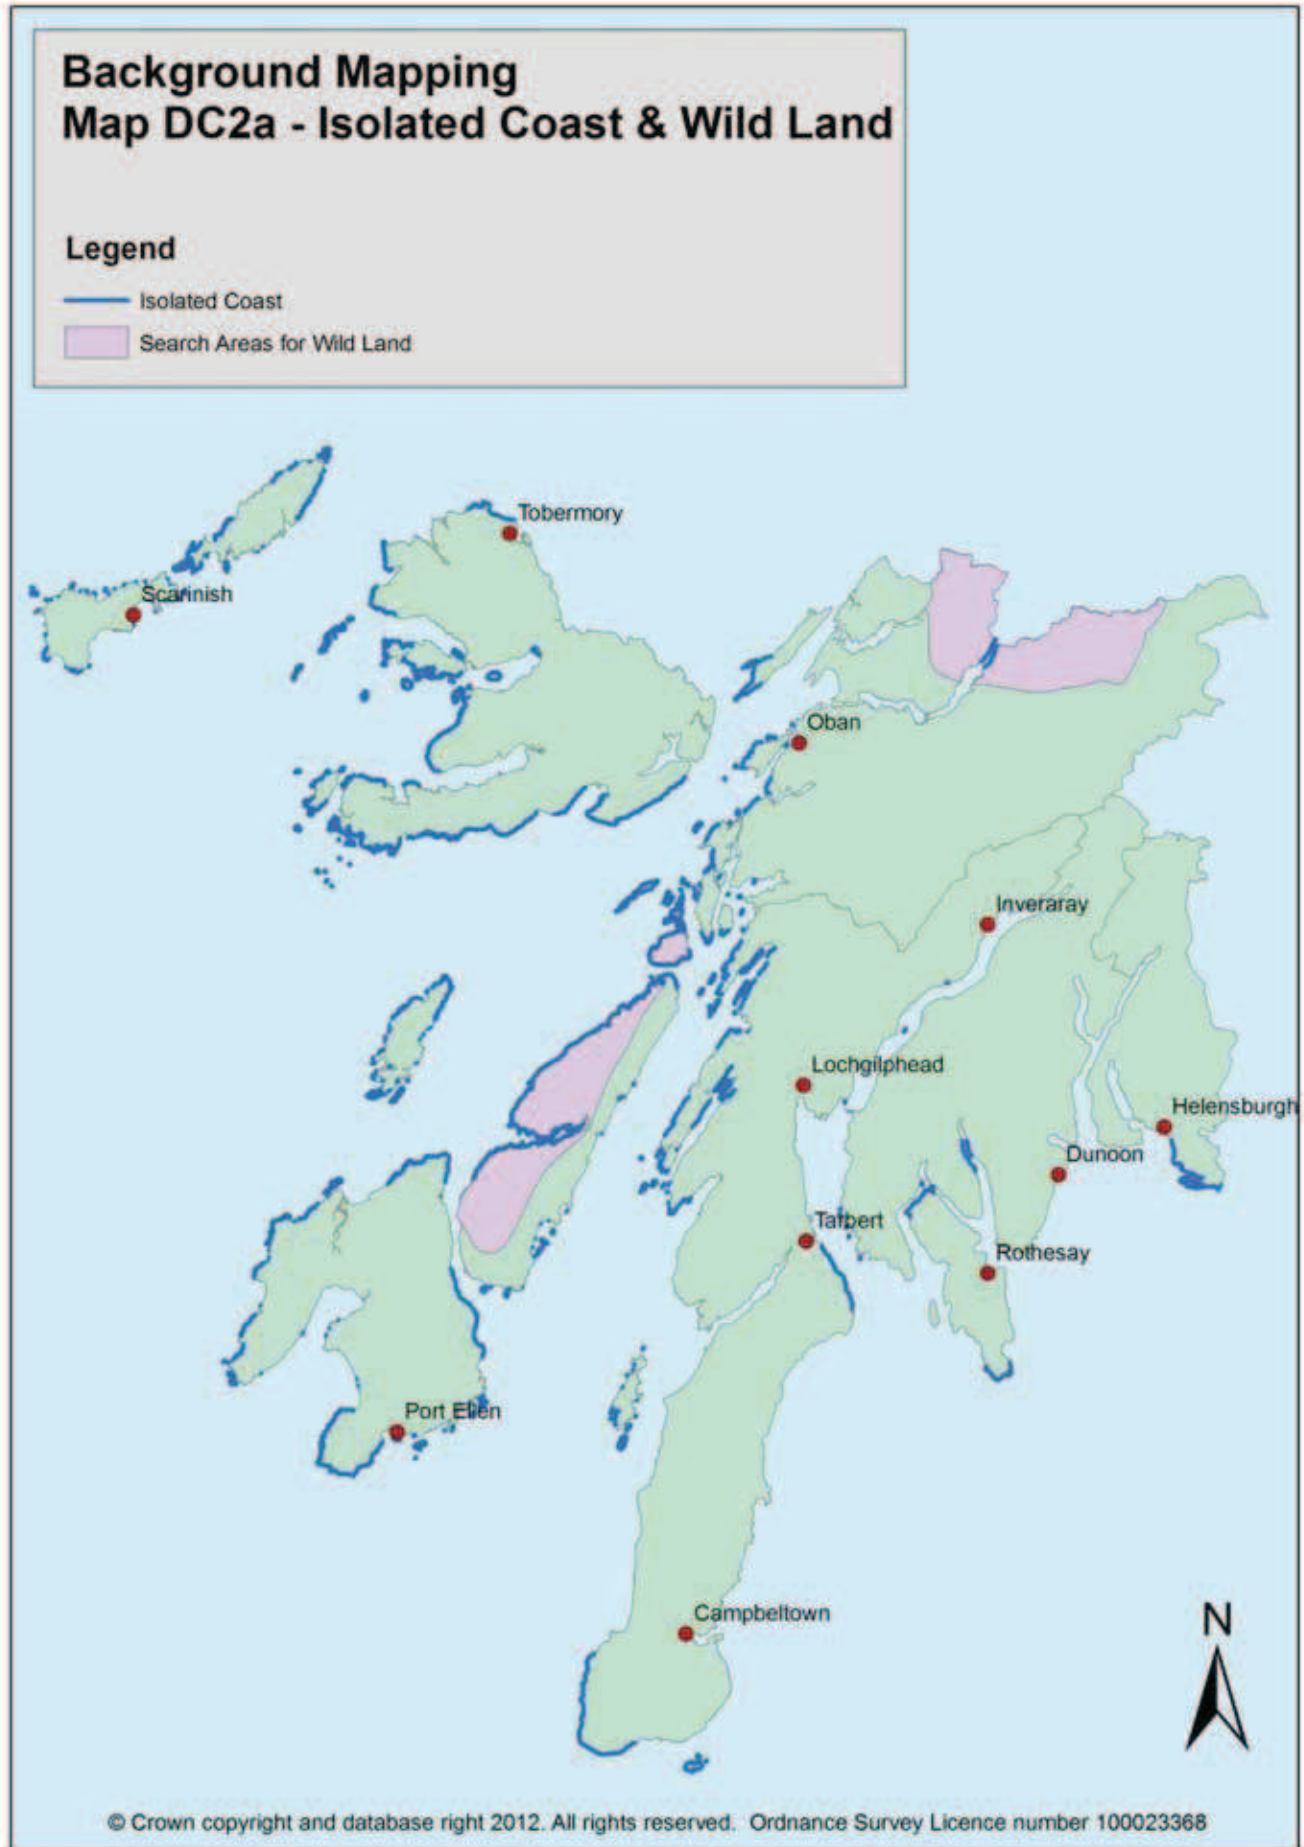 Background Mapping
Map DC2a - Isolated Coast & Wild Land
Legend
Isolated Coast
Search Areas for Wild Land
Tobermory
Scarinish
Oban
Inveraray
Lochgilphead
Helensburgh
Dunoon
Tarbert
Rothesay
Port Ellen
Campbeltown
N
© Crown copyright and database right 2012. All rights reserved. Ordnance Survey Licence number 100023368